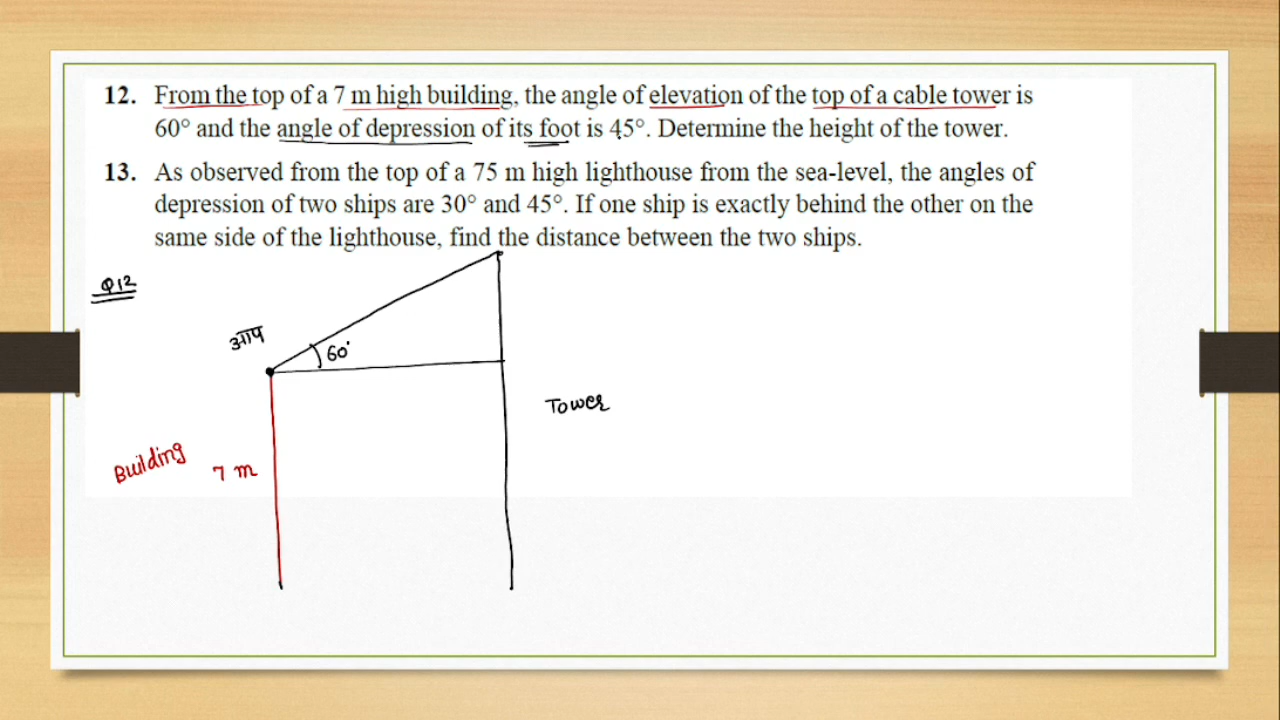 12. From the top of a 7 m high building, the angle of elevation of the top of a cable tower is
60° and the angle of depression of its foot is 45°. Determine the height of the tower.
13. As observed from the top of a 75 m high lighthouse from the sea-level, the angles of
depression of two ships are 30° and 45°. If one ship is exactly behind the other on the
same side of the lighthouse, find the distance between the two ships.
Q12
आप
60°
Tower
Building 7 m